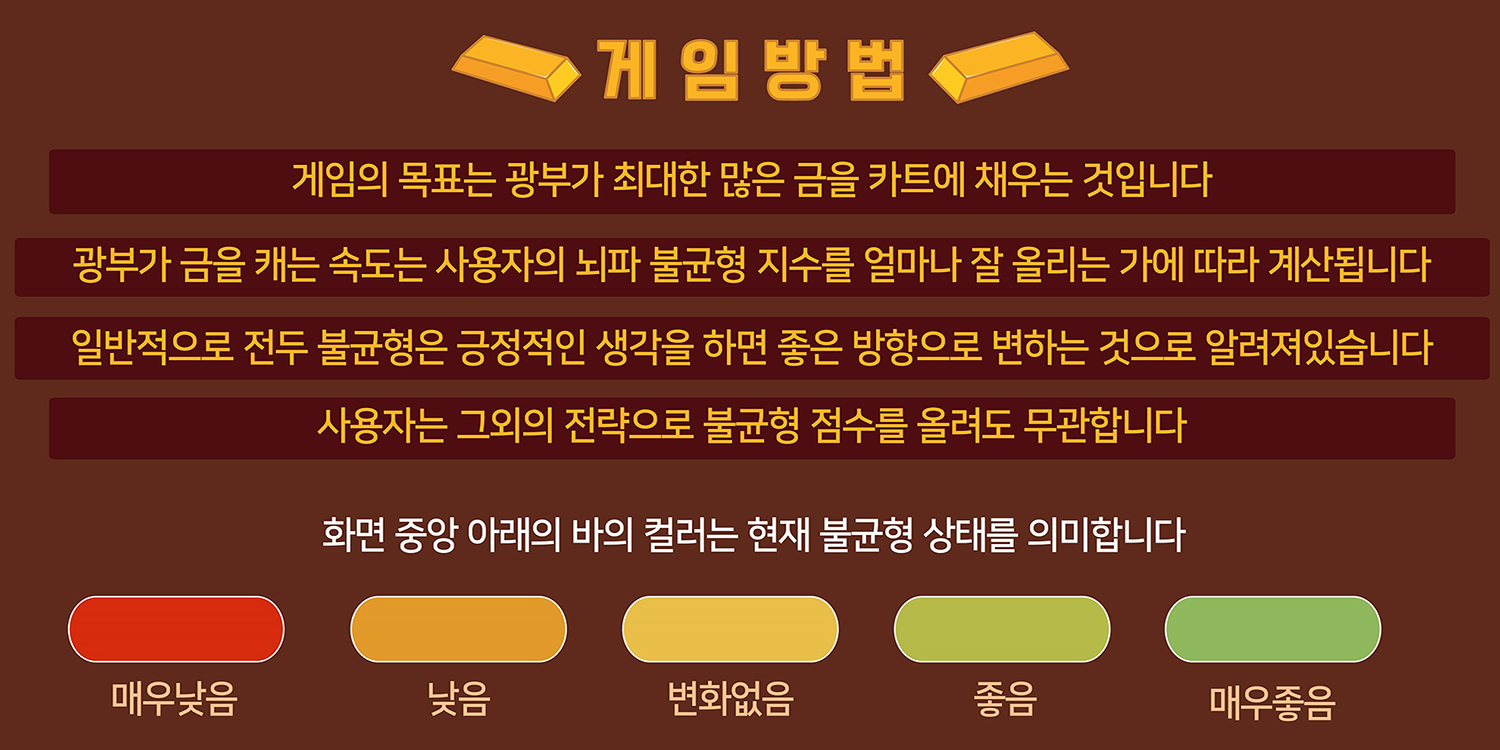 게임방법
게임의 목표는 광부가 최대한 많은 금을 카트에 채우는 것입니다
광부가 금을 캐는 속도는 사용자의 뇌파 불균형 지수를 얼마나 잘 올리는 가에 따라 계산됩니다
일반적으로 전두 불균형은 긍정적인 생각을 하면 좋은 방향으로 변하는 것으로 알려져있습니다
사용자는 그외의 전략으로 불균형 점수를 올려도 무관합니다
화면 중앙 아래의 바의 컬러는 현재 불균형 상태를 의미합니다
매우낮음 낮음 변화없음 좋음 매우좋음